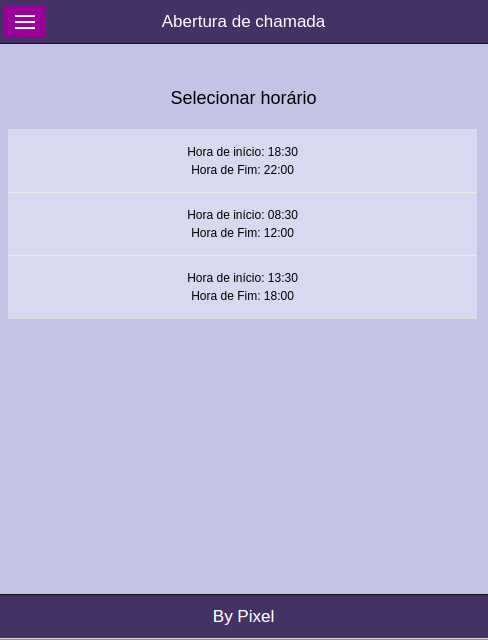 Abertura de chamada
Selecionar horário
Hora de início: 18:30
Hora de Fim: 22:00
Hora de início: 08:30
Hora de Fim: 12:00
Hora de início: 13:30
Hora de Fim: 18:00
By Pixel